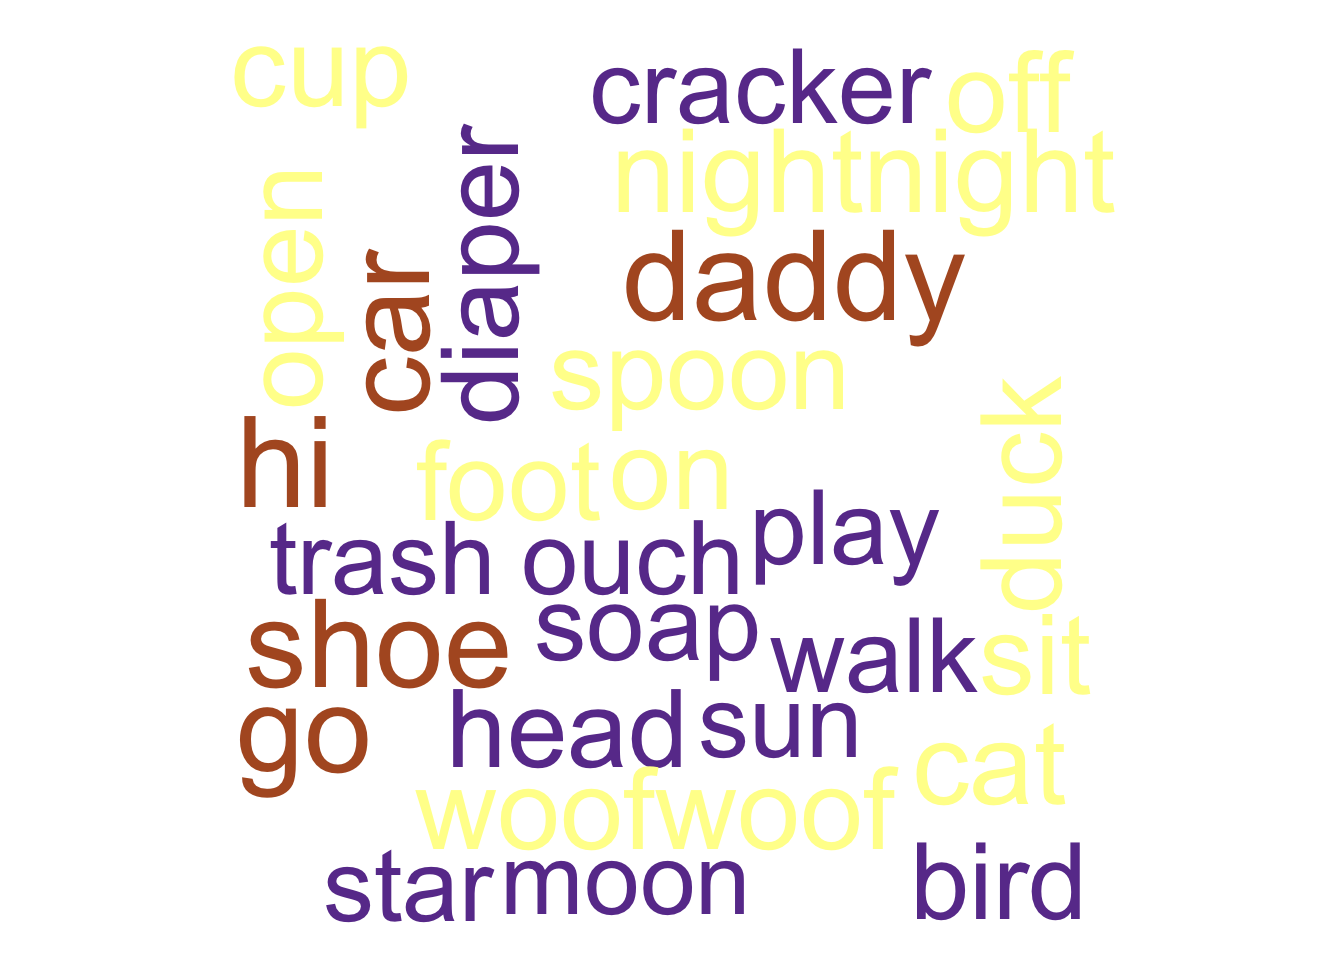 cup
cracker off
nightnight
open
car
diaper
daddy
spoon
duck
hi
foot on
play
trash ouch
shoe
soap
walk sit
go
head sun
cat
woofwoof
star moon
bird